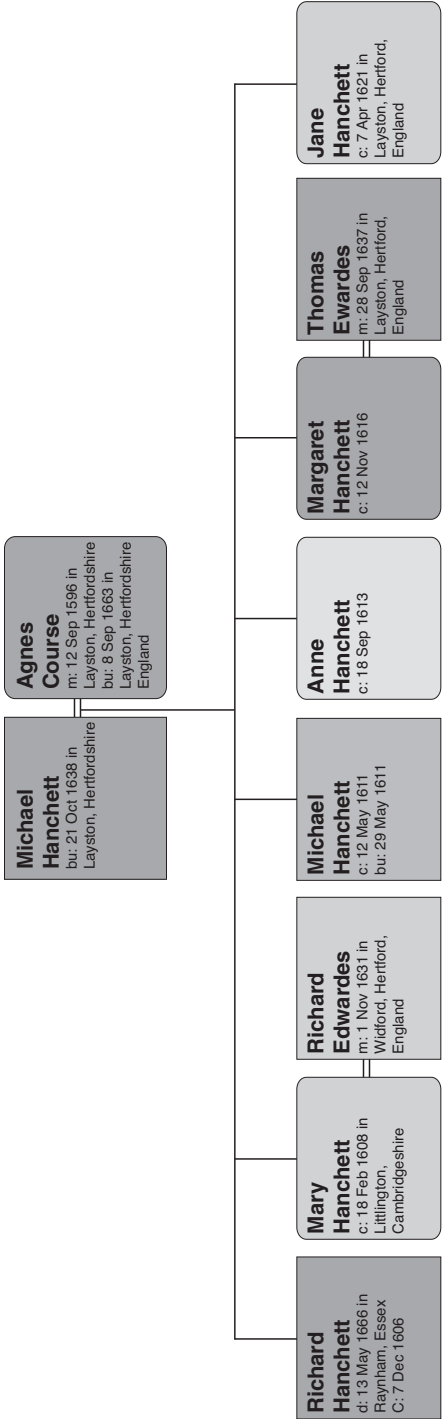 Michael
Hanchett
bu: 21 Oct 1638 in
Layston, Hertfordshire
Agnes
Course
m: 12 Sep 1596 in
Layston, Hertfordshire
bu: 8 Sep 1663 in
Layston, Hertfordshire
England
Richard
Hanchett
d: 13 May 1666 in
Raynham, Essex
C: 7 Dec 1606
Mary
Hanchett
c: 18 Feb 1608 in
Littlington,
Cambridgeshire
Richard
Edwardes
m: 1 Nov 1631 in
Widford, Hertford,
England
Michael
Hanchett
c: 12 May 1611
bu: 29 May 1611
Anne
Hanchett
c: 18 Sep 1613
Margaret
Hanchett
c: 12 Nov 1616
Thomas
Ewardes
m: 28 Sep 1637 in
Layston, Hertford,
England
Jane
Hanchett
c: 7 Apr 1621 in
Layston, Hertford,
England